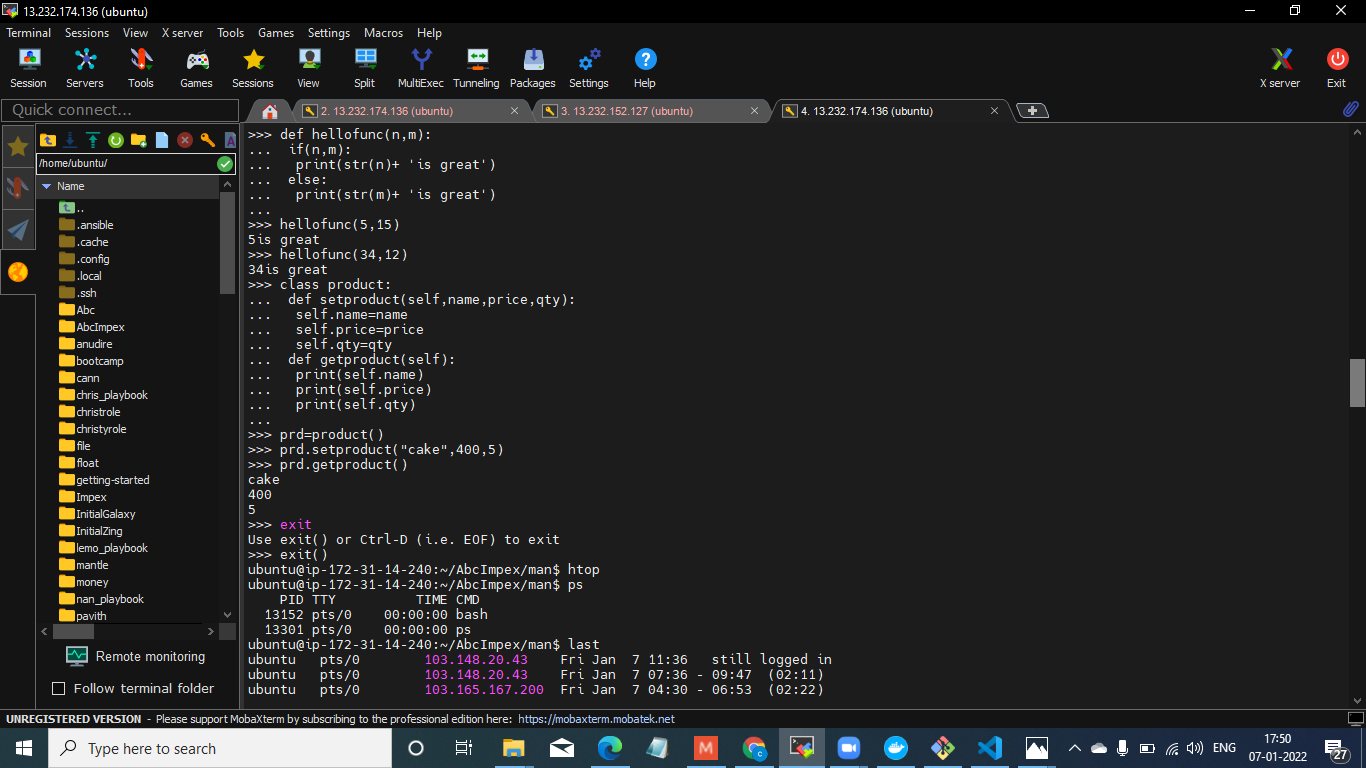 13.232.174.136 (ubuntu)
Terminal Sessions View X server Tools Games Settings Macros Help
Session Servers Tools Games Sessions View Split MultiExec Tunneling Packages Settings Help X server Exit
Quick connect...
2. 13.232.174.136 (ubuntu)
3. 13.232.152.127 (ubuntu)
4. 13.232.174.136 (ubuntu)
/home/ubuntu/
Name
..
.ansible
.cache
.config
.local
.ssh
Abc
AbcImpex
anudire
bootcamp
cann
chris_playbook
christrole
christyrole
file
float
getting-started
Impex
InitialGalaxy
InitialZing
lemo_playbook
mantle
money
nan_playbook
pavith
Remote monitoring
Follow terminal folder
>>> def hellofunc(n,m):
...  if(n,m):
...   print(str(n)+ 'is great')
...  else:
...   print(str(m)+ 'is great')
...
>>> hellofunc(5,15)
5is great
>>> hellofunc(34,12)
34is great
>>> class product:
...  def setproduct(self,name,price,qty):
...   self.name=name
...   self.price=price
...   self.qty=qty
...  def getproduct(self):
...   print(self.name)
...   print(self.price)
...   print(self.qty)
...
>>> prd=product()
>>> prd.setproduct("cake",400,5)
>>> prd.getproduct()
cake
400
5
>>> exit
Use exit() or Ctrl-D (i.e. EOF) to exit
>>> exit()
ubuntu@ip-172-31-14-240:~/AbcImpex/man$ htop
ubuntu@ip-172-31-14-240:~/AbcImpex/man$ ps
    PID TTY          TIME CMD
  13152 pts/0    00:00:00 bash
  13301 pts/0    00:00:00 ps
ubuntu@ip-172-31-14-240:~/AbcImpex/man$ last
ubuntu   pts/0        103.148.20.43    Fri Jan  7 11:36   still logged in
ubuntu   pts/0        103.148.20.43    Fri Jan  7 07:36 - 09:47  (02:11)
ubuntu   pts/0        103.165.167.200  Fri Jan  7 04:30 - 06:53  (02:22)
UNREGISTERED VERSION - Please support MobaXterm by subscribing to the professional edition here: https://mobaxterm.mobatek.net
Type here to search
ENG
17:50
07-01-2022
27